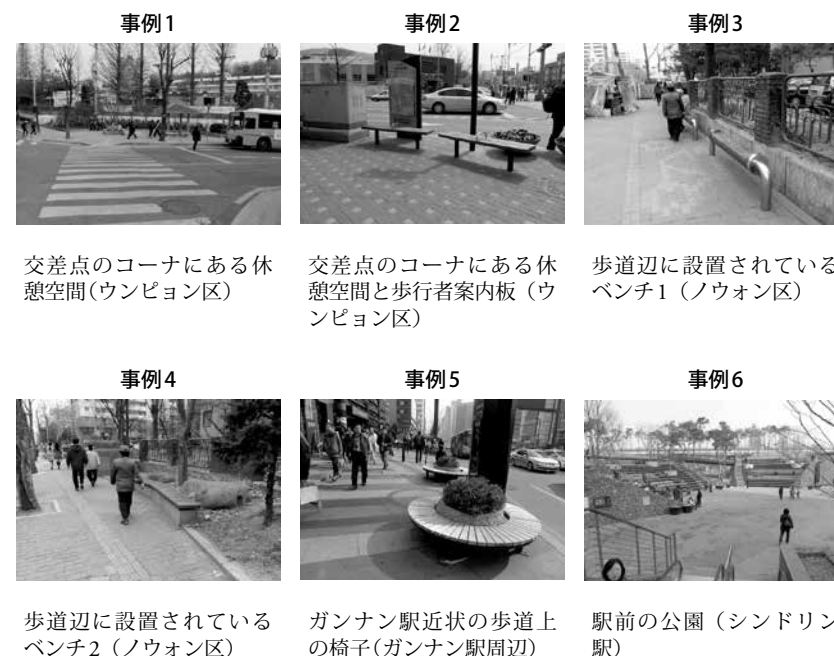 事例1
事例2
事例3
交差点のコーナにある休
憩空間(ウンピョン区)
交差点のコーナにある休
憩空間と歩行者案内板（ウ
ンピョン区）
歩道辺に設置されている
ベンチ1（ノウォン区）
事例4
事例5
事例6
歩道辺に設置されている
ベンチ2（ノウォン区）
ガンナン駅近状の歩道上
の椅子(ガンナン駅周辺)
駅前の公園（シンドリン
駅）